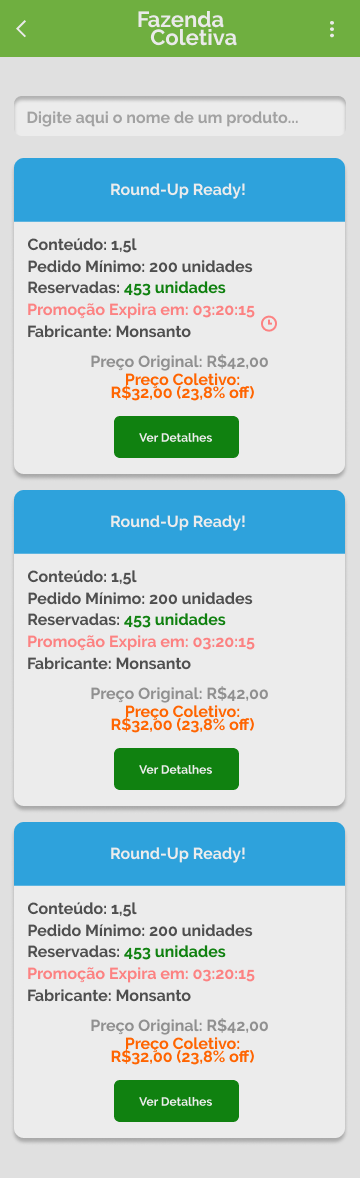 Fazenda
Coletiva
Digite aqui o nome de um produto...
Round-Up Ready!
Conteúdo: 1,5l
Pedido Mínimo: 200 unidades
Reservadas: 453 unidades
Promoção Expira em: 03:20:15
Fabricante: Monsanto
Preço Original: R$42,00
Preço Coletivo:
R$32,00 (23,8% off)
Ver Detalhes
Round-Up Ready!
Conteúdo: 1,5l
Pedido Mínimo: 200 unidades
Reservadas: 453 unidades
Promoção Expira em: 03:20:15
Fabricante: Monsanto
Preço Original: R$42,00
Preço Coletivo:
R$32,00 (23,8% off)
Ver Detalhes
Round-Up Ready!
Conteúdo: 1,5l
Pedido Mínimo: 200 unidades
Reservadas: 453 unidades
Promoção Expira em: 03:20:15
Fabricante: Monsanto
Preço Original: R$42,00
Preço Coletivo:
R$32,00 (23,8% off)
Ver Detalhes